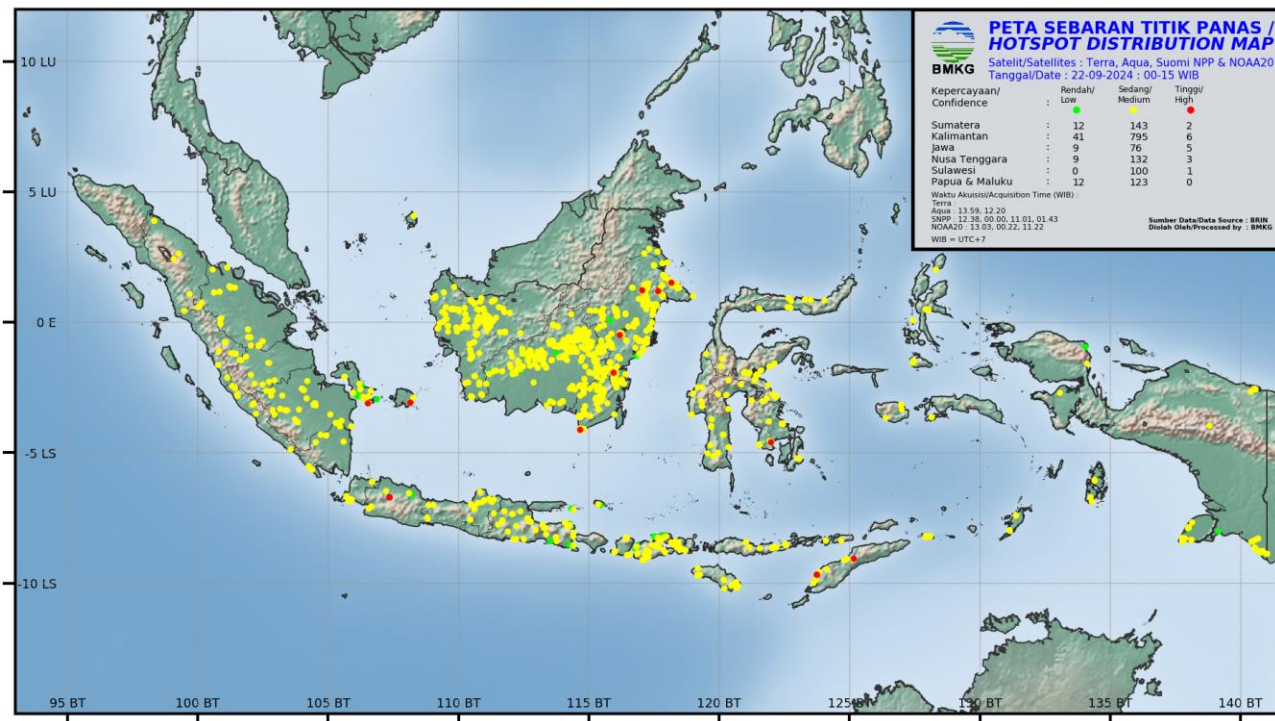 PETA SEBARAN TITIK PANAS /
HOTSPOT DISTRIBUTION MAP
BMKG
Satelit/Satellites : Terra, Aqua, Suomi NPP & NOAA20
Tanggal/Date : 22-09-2024 : 00-15 WIB
Kepercayaan/ Rendah/ Sedang/ Tinggi/
Confidence : Low Medium High
Sumatera : 12 143 2
Kalimantan : 41 795 6
Jawa : 9 76 5
Nusa Tenggara : 9 132 3
Sulawesi : 0 100 1
Papua & Maluku : 12 123 0
Waktu Akuisisi/Acquisition Time (WIB) :
Terra :
Aqua : 13.59, 12.20
SNPP : 12.38, 00.00, 11.01, 01.43
NOAA20 : 13.03, 00.22, 11.22
WIB = UTC+7
Sumber Data/Data Source : BRIN
Diolah Oleh/Processed by : BMKG
10 LU
5 LU
0 E
-5 LS
-10 LS
95 BT 100 BT 105 BT 110 BT 115 BT 120 BT 125 BT 130 BT 135 BT 140 BT